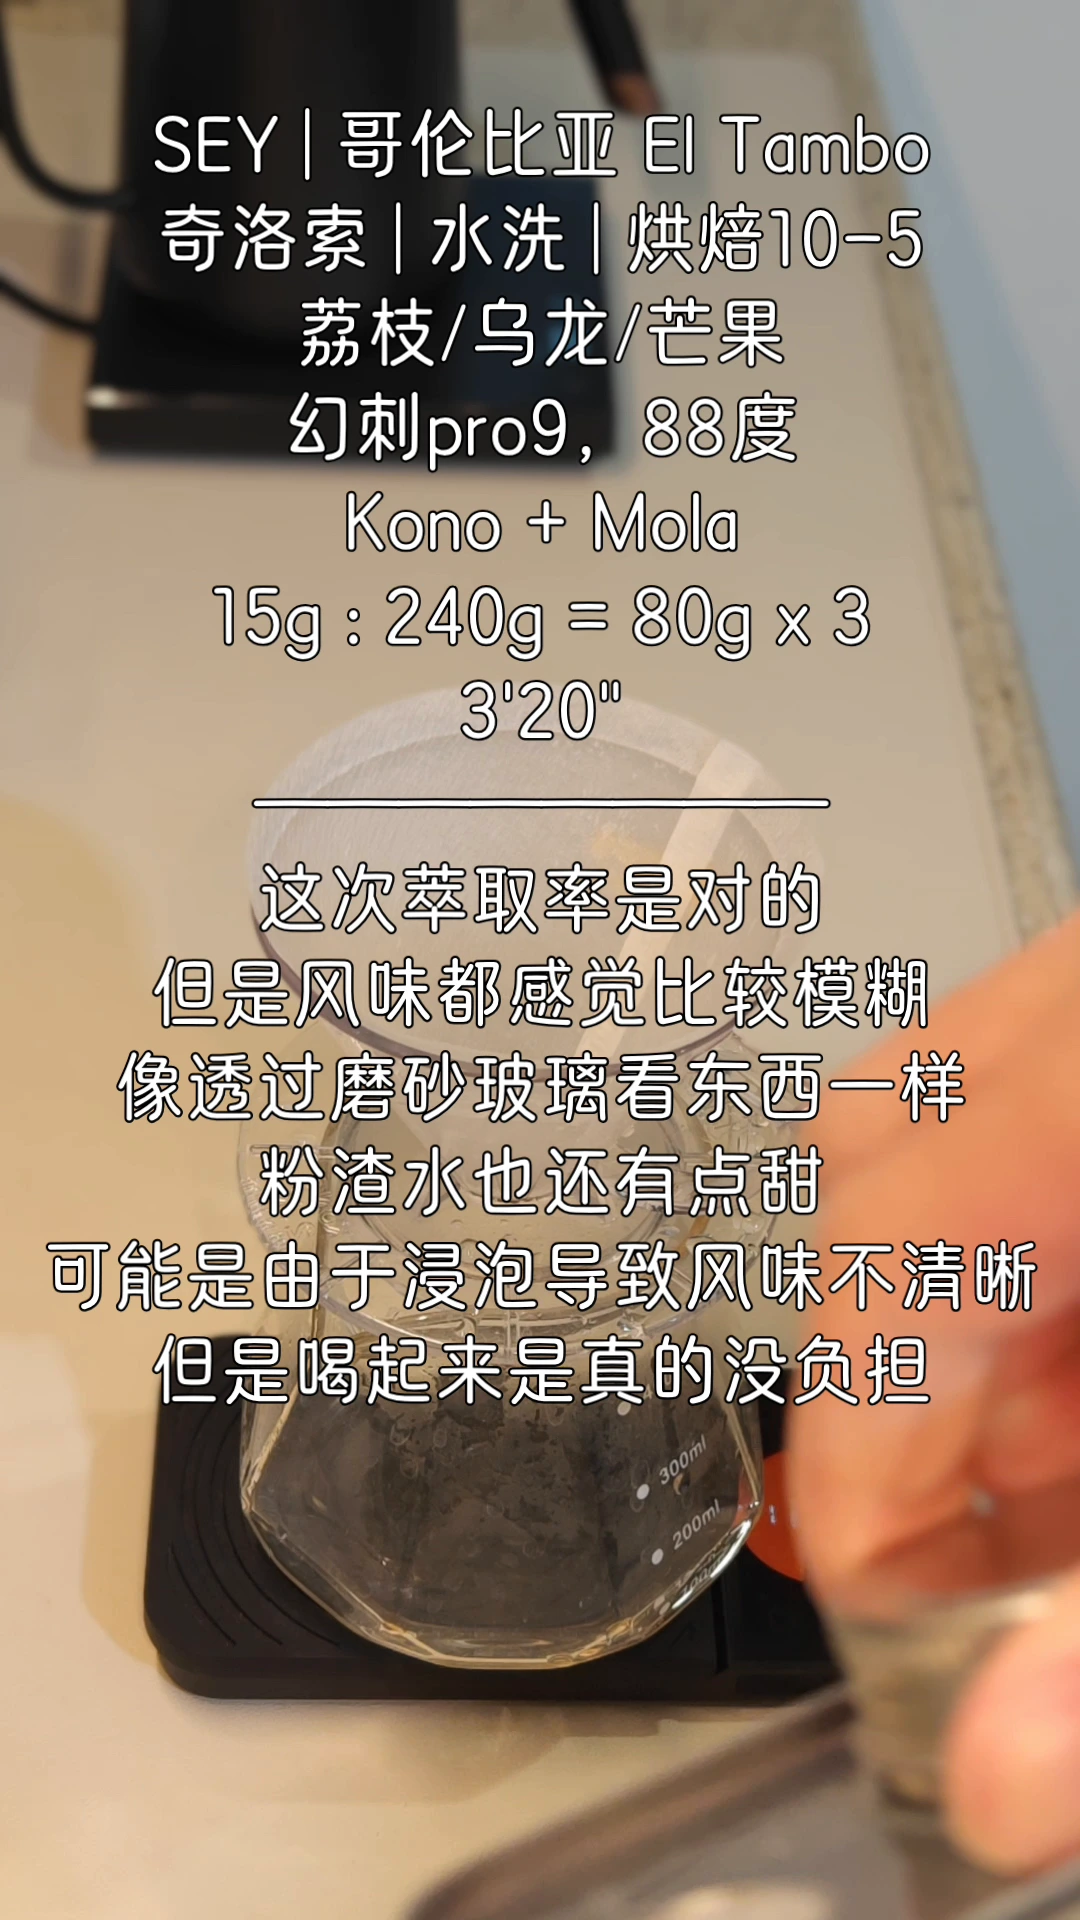 SEY | 哥伦比亚 El Tambo
奇洛索 | 水洗 | 烘焙10-5
荔枝/乌龙/芒果
幻刺pro9，88度
Kono + Mola
15g : 240g = 80g x 3
3'20"
这次萃取率是对的
但是风味都感觉比较模糊
像透过磨砂玻璃看东西一样
粉渣水也还有点甜
可能是由于浸泡导致风味不清晰
但是喝起来是真的没负担
300ml
200ml